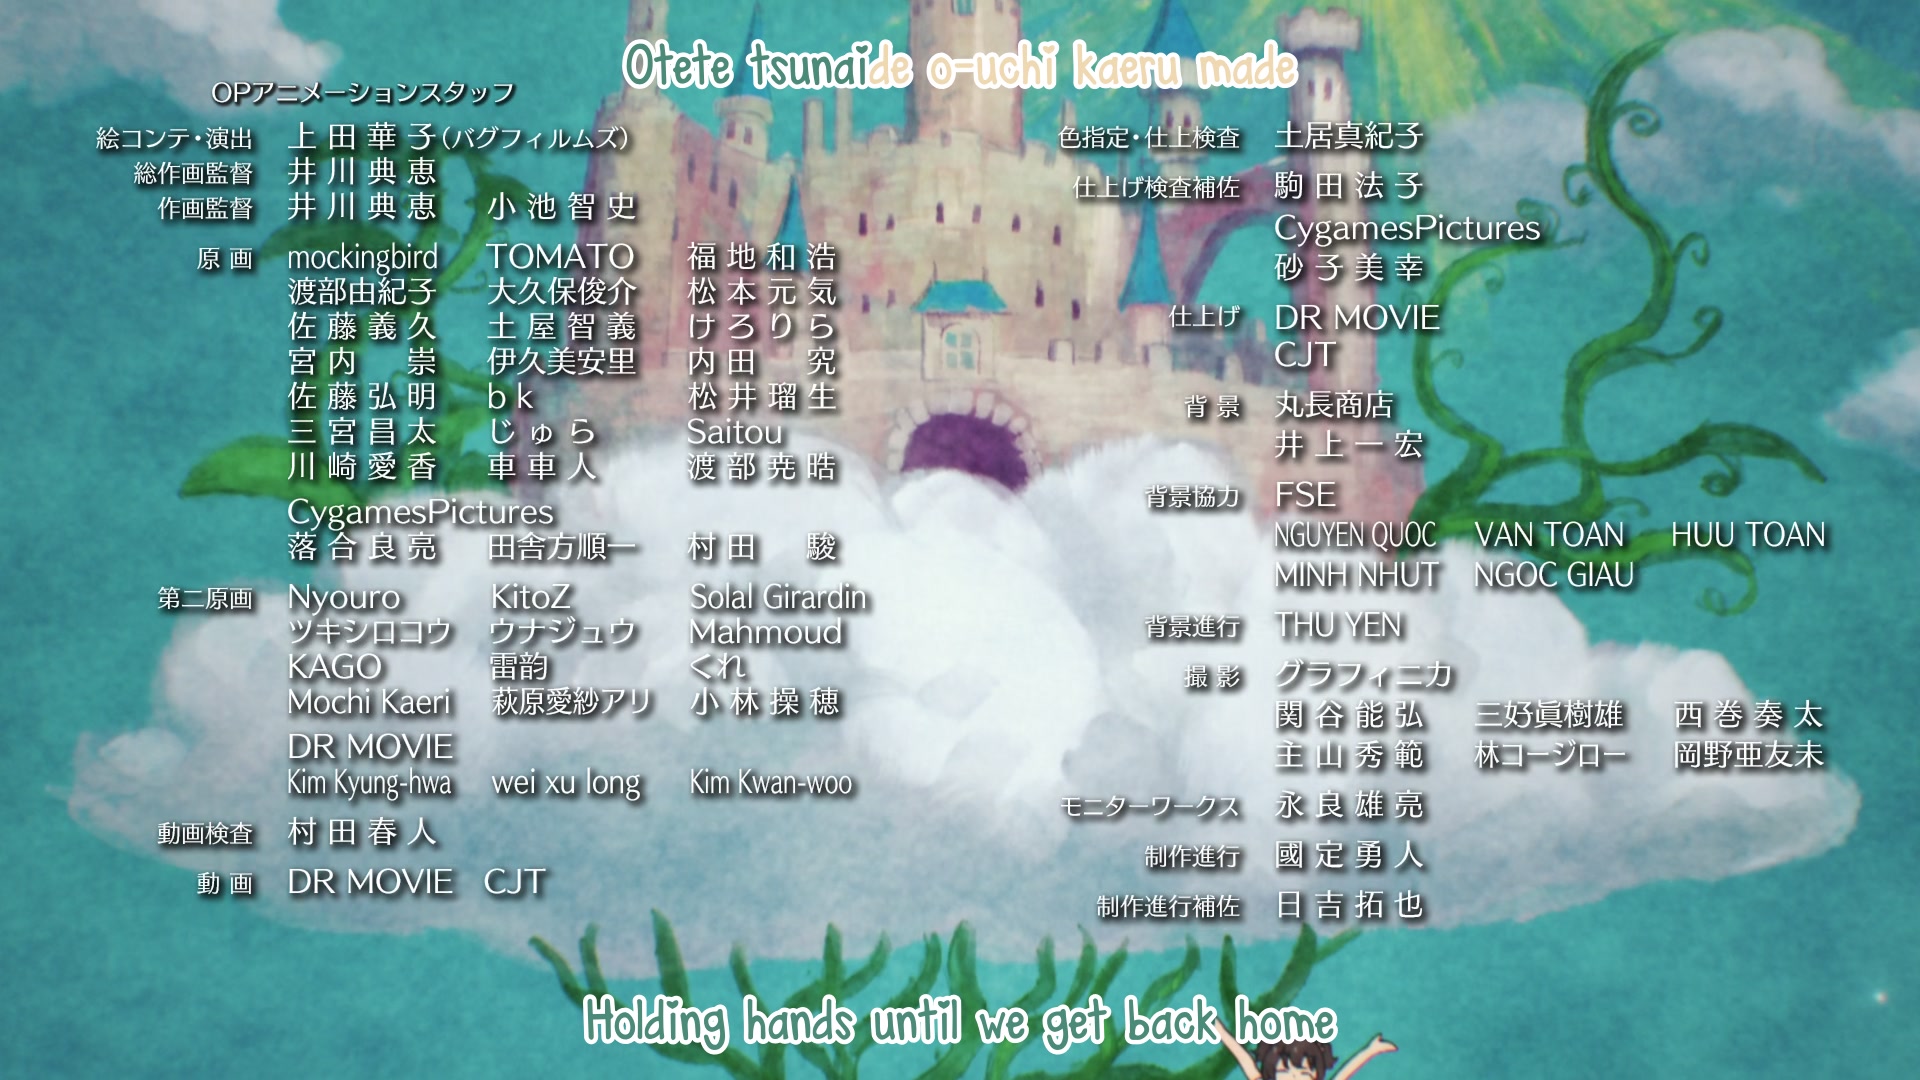 Otete tsunaide o-uchi kaeru made
OPアニメーションスタッフ
絵コンテ・演出 上田華子(バグフィルムズ)
総作画監督 井川典恵
作画監督 井川典恵 小池智史
原画 mockingbird TOMATO 福地和浩
渡部由紀子 大久保俊介 松本元気
佐藤義久 土屋智義 けろりら
宮内崇 伊久美安里 内田究
佐藤弘明 bk 松井瑠生
三宮昌太 じゅら Saitou
川崎愛香 車車人 渡部尭晧
CygamesPictures
落合良亮 田舎方順一 村田駿
第二原画 Nyouro KitoZ Solal Girardin
ツキシロコウ ウナジュウ Mahmoud
KAGO 雷韵 くれ
Mochi Kaeri 萩原愛紗アリ 小林操穂
DR MOVIE
Kim Kyung-hwa wei xu long Kim Kwan-woo
動画検査 村田春人
動画 DR MOVIE CJT
色指定・仕上検査 土居真紀子
仕上げ検査補佐 駒田法子
CygamesPictures
砂子美幸
仕上げ DR MOVIE
CJT
背景 丸長商店
井上一宏
背景協力 FSE
NGUYEN QUOC VAN TOAN HUU TOAN
MINH NHUT NGOC GIAU
背景進行 THU YEN
撮影 グラフィニカ
関谷能弘 三好眞樹雄 西巻奏太
主山秀範 林コージロー 岡野亜友未
モニターワークス 永良雄亮
制作進行 國定勇人
制作進行補佐 日吉拓也
Holding hands until we get back home